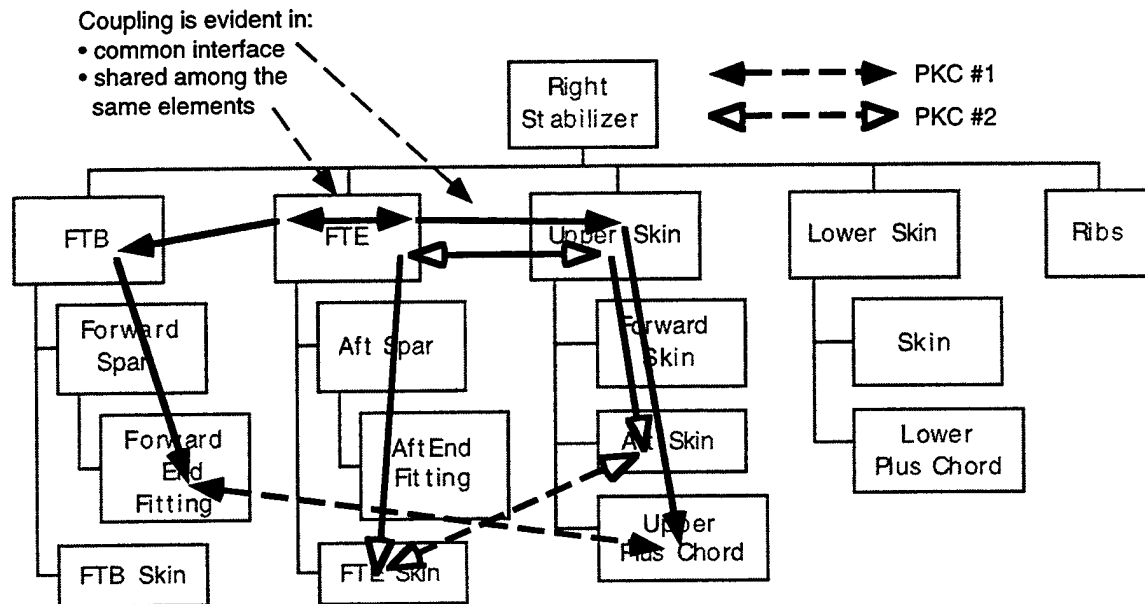 Coupling is evident in:
• common interface
• shared among the
same elements
Right
Stabilizer
PKC #1
PKC #2
FTB
FTE
Upper Skin
Lower Skin
Ribs
Forward
Spar
Aft Spar
Forward
Skin
Skin
Forward
End
Fitting
Aft End
Fitting
Aft Skin
Lower
Plus Chord
Upper
Plus Chord
FTB Skin
FTE Skin